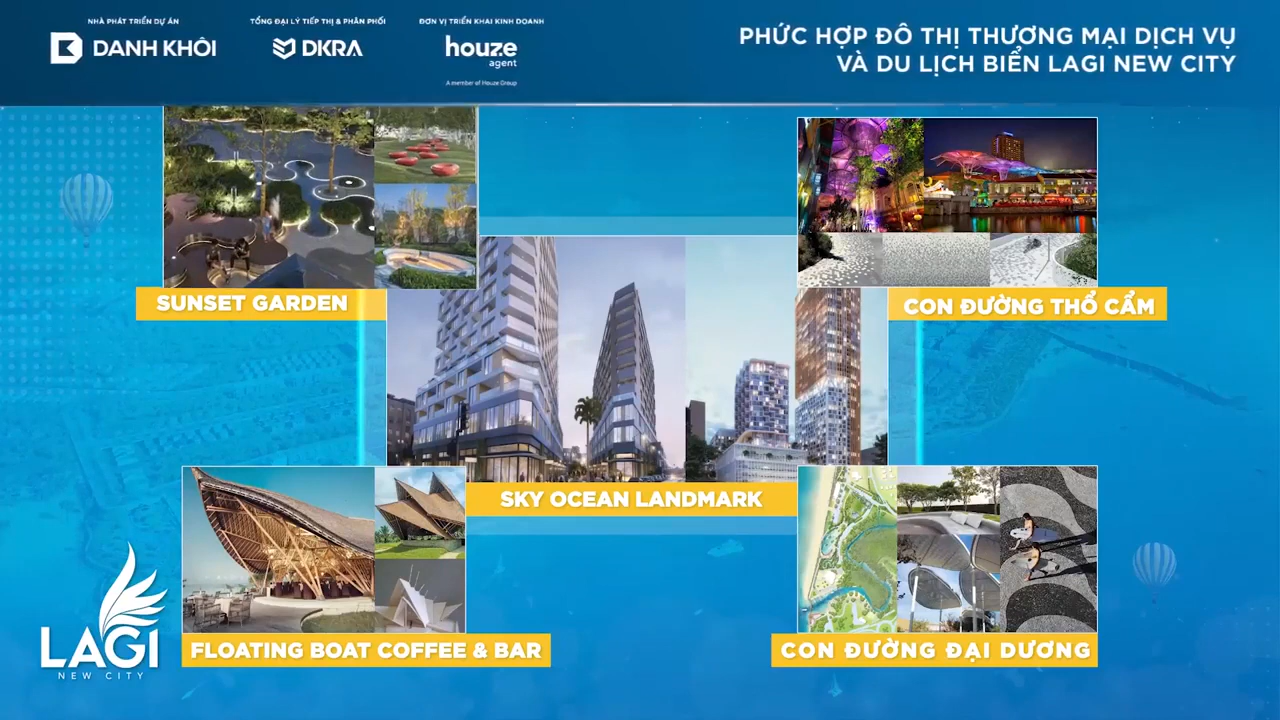 NHÀ PHÁT TRIỂN DỰ ÁN
DANH KHÔI
TỔNG ĐẠI LÝ TIẾP THỊ & PHÂN PHỐI
DKRA
ĐƠN VỊ TRIỂN KHAI KINH DOANH
houze
agent
A member of Houze Group
PHỨC HỢP ĐÔ THỊ THƯƠNG MẠI DỊCH VỤ
VÀ DU LỊCH BIỂN LAGI NEW CITY
SUNSET GARDEN
CON ĐƯỜNG THỔ CẨM
SKY OCEAN LANDMARK
FLOATING BOAT COFFEE & BAR
CON ĐƯỜNG ĐẠI DƯƠNG
LAGI
NEW CITY